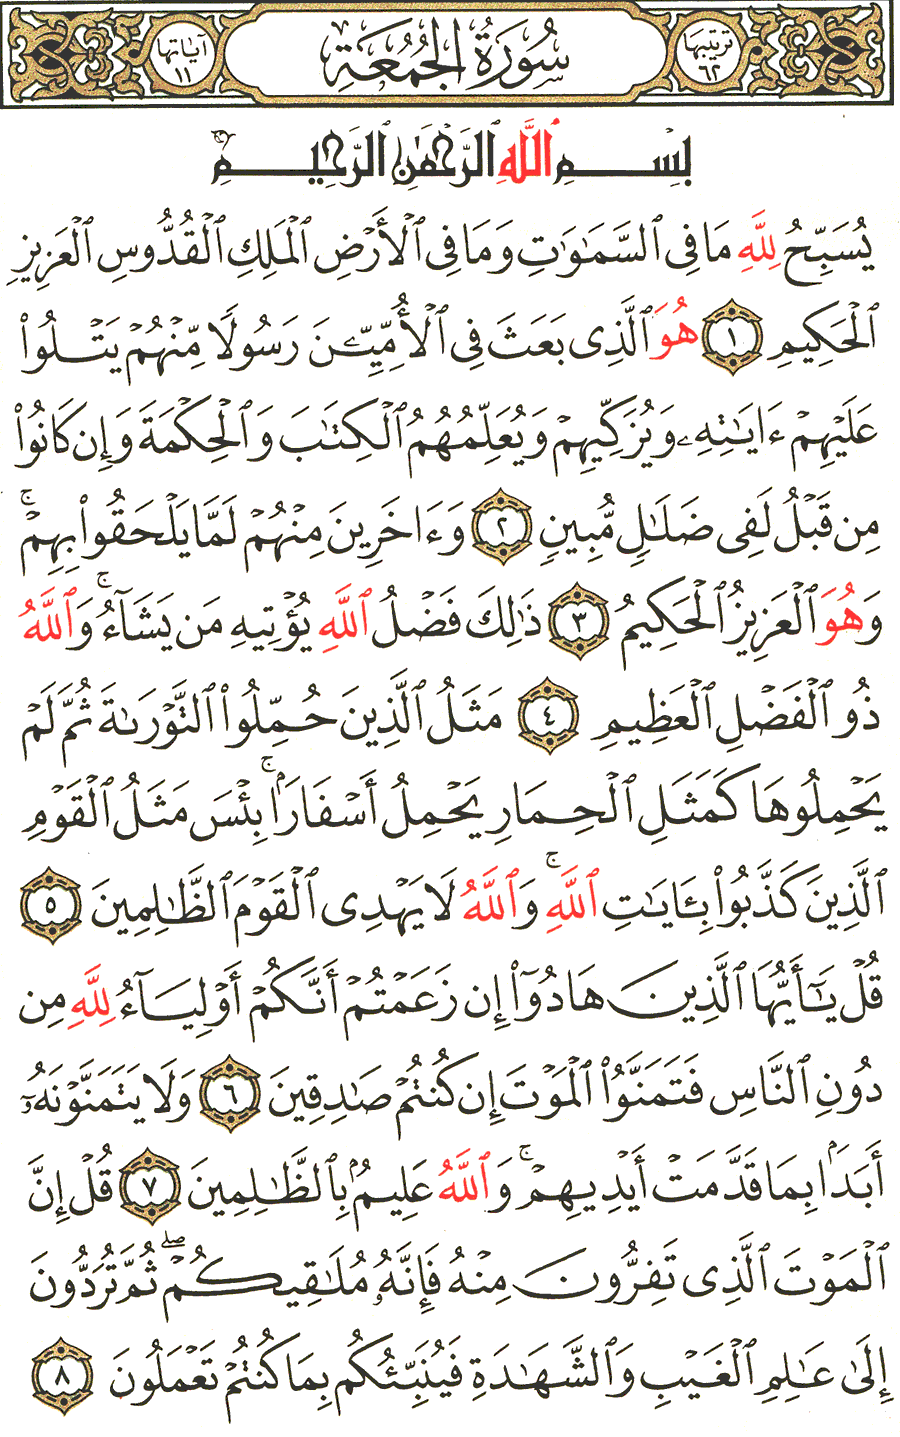 ترتيبها ٦٢ سُورَةُ الجُمُعَةِ آياتها ١١
بِسْمِ ٱللَّهِ ٱلرَّحْمَٰنِ ٱلرَّحِيمِ
يُسَبِّحُ لِلَّهِ مَا فِى ٱلسَّمَٰوَٰتِ وَمَا فِى ٱلْأَرْضِ ٱلْمَلِكِ ٱلْقُدُّوسِ ٱلْعَزِيزِ
ٱلْحَكِيمِ ١ هُوَ ٱلَّذِى بَعَثَ فِى ٱلْأُمِّيِّـۧنَ رَسُولًا مِّنْهُمْ يَتْلُوا۟
عَلَيْهِمْ ءَايَٰتِهِۦ وَيُزَكِّيهِمْ وَيُعَلِّمُهُمُ ٱلْكِتَٰبَ وَٱلْحِكْمَةَ وَإِن كَانُوا۟
مِن قَبْلُ لَفِى ضَلَٰلٍ مُّبِينٍ ٢ وَءَاخَرِينَ مِنْهُمْ لَمَّا يَلْحَقُوا۟ بِهِمْ ۚ
وَهُوَ ٱلْعَزِيزُ ٱلْحَكِيمُ ٣ ذَٰلِكَ فَضْلُ ٱللَّهِ يُؤْتِيهِ مَن يَشَآءُ ۚ وَٱللَّهُ
ذُو ٱلْفَضْلِ ٱلْعَظِيمِ ٤ مَثَلُ ٱلَّذِينَ حُمِّلُوا۟ ٱلتَّوْرَىٰةَ ثُمَّ لَمْ
يَحْمِلُوهَا كَمَثَلِ ٱلْحِمَارِ يَحْمِلُ أَسْفَارًۢا ۚ بِئْسَ مَثَلُ ٱلْقَوْمِ
ٱلَّذِينَ كَذَّبُوا۟ بِـَٔايَٰتِ ٱللَّهِ ۚ وَٱللَّهُ لَا يَهْدِى ٱلْقَوْمَ ٱلظَّٰلِمِينَ ٥
قُلْ يَٰٓأَيُّهَا ٱلَّذِينَ هَادُوٓا۟ إِن زَعَمْتُمْ أَنَّكُمْ أَوْلِيَآءُ لِلَّهِ مِن
دُونِ ٱلنَّاسِ فَتَمَنَّوُا۟ ٱلْمَوْتَ إِن كُنتُمْ صَٰدِقِينَ ٦ وَلَا يَتَمَنَّوْنَهُۥٓ
أَبَدًۢا بِمَا قَدَّمَتْ أَيْدِيهِمْ ۚ وَٱللَّهُ عَلِيمٌۢ بِٱلظَّٰلِمِينَ ٧ قُلْ إِنَّ
ٱلْمَوْتَ ٱلَّذِى تَفِرُّونَ مِنْهُ فَإِنَّهُۥ مُلَٰقِيكُمْ ۖ ثُمَّ تُرَدُّونَ
إِلَىٰ عَٰلِمِ ٱلْغَيْبِ وَٱلشَّهَٰدَةِ فَيُنَبِّئُكُم بِمَا كُنتُمْ تَعْمَلُونَ ٨